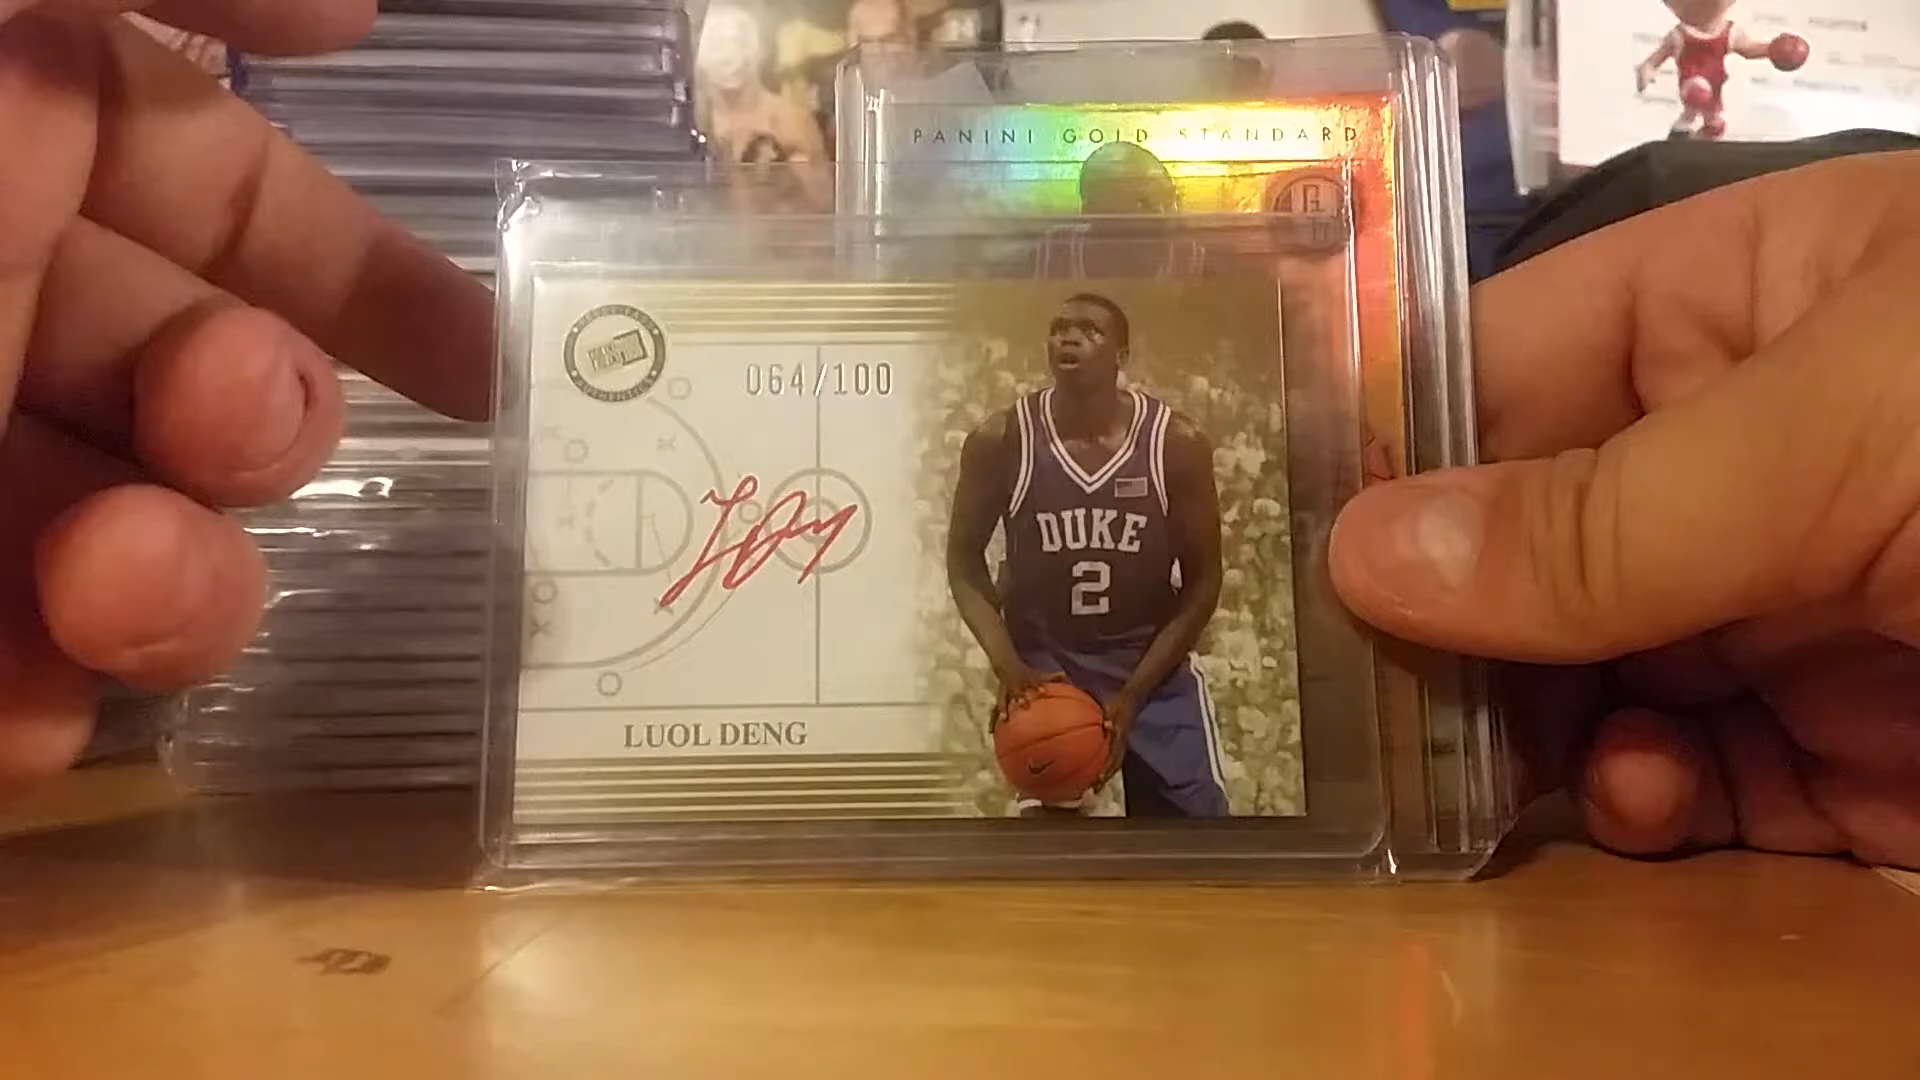 PANINI GOLD STANDARD
064/100
DUKE
2
LUOL DENG